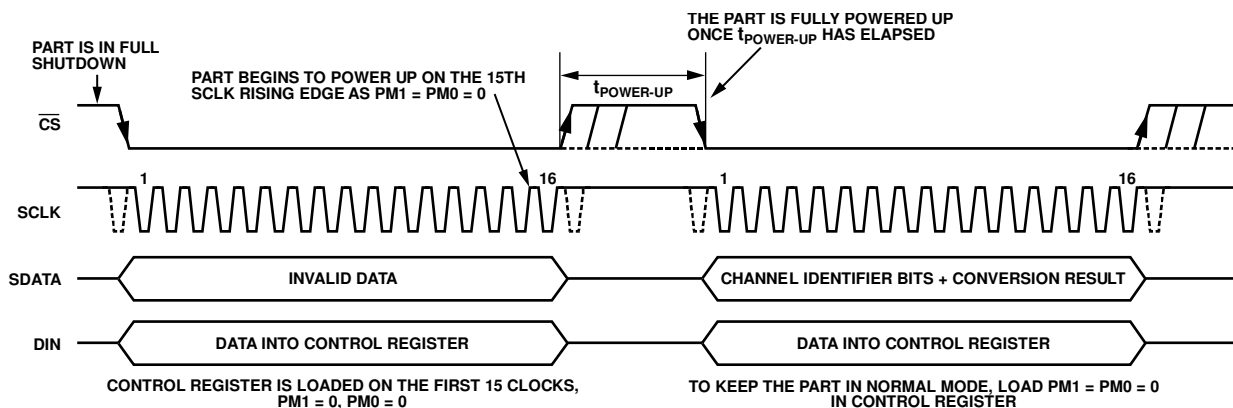 PART IS IN FULL
SHUTDOWN
PART BEGINS TO POWER UP ON THE 15TH
SCLK RISING EDGE AS PM1 = PM0 = 0
tPOWER-UP
THE PART IS FULLY POWERED UP
ONCE tPOWER-UP HAS ELAPSED
CS
SCLK
1
16
1
16
SDATA
INVALID DATA
CHANNEL IDENTIFIER BITS + CONVERSION RESULT
DIN
DATA INTO CONTROL REGISTER
DATA INTO CONTROL REGISTER
CONTROL REGISTER IS LOADED ON THE FIRST 15 CLOCKS,
PM1 = 0, PM0 = 0
TO KEEP THE PART IN NORMAL MODE, LOAD PM1 = PM0 = 0
IN CONTROL REGISTER